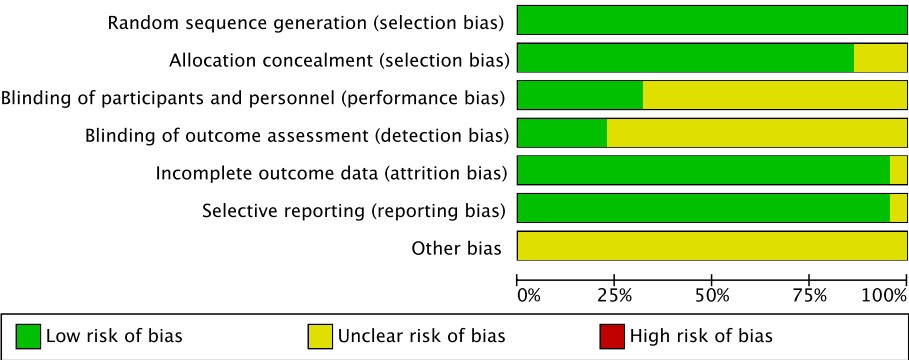 Random sequence generation (selection bias)
Allocation concealment (selection bias)
Blinding of participants and personnel (performance bias)
Blinding of outcome assessment (detection bias)
Incomplete outcome data (attrition bias)
Selective reporting (reporting bias)
Other bias
0% 25% 50% 75% 100%
Low risk of bias Unclear risk of bias High risk of bias